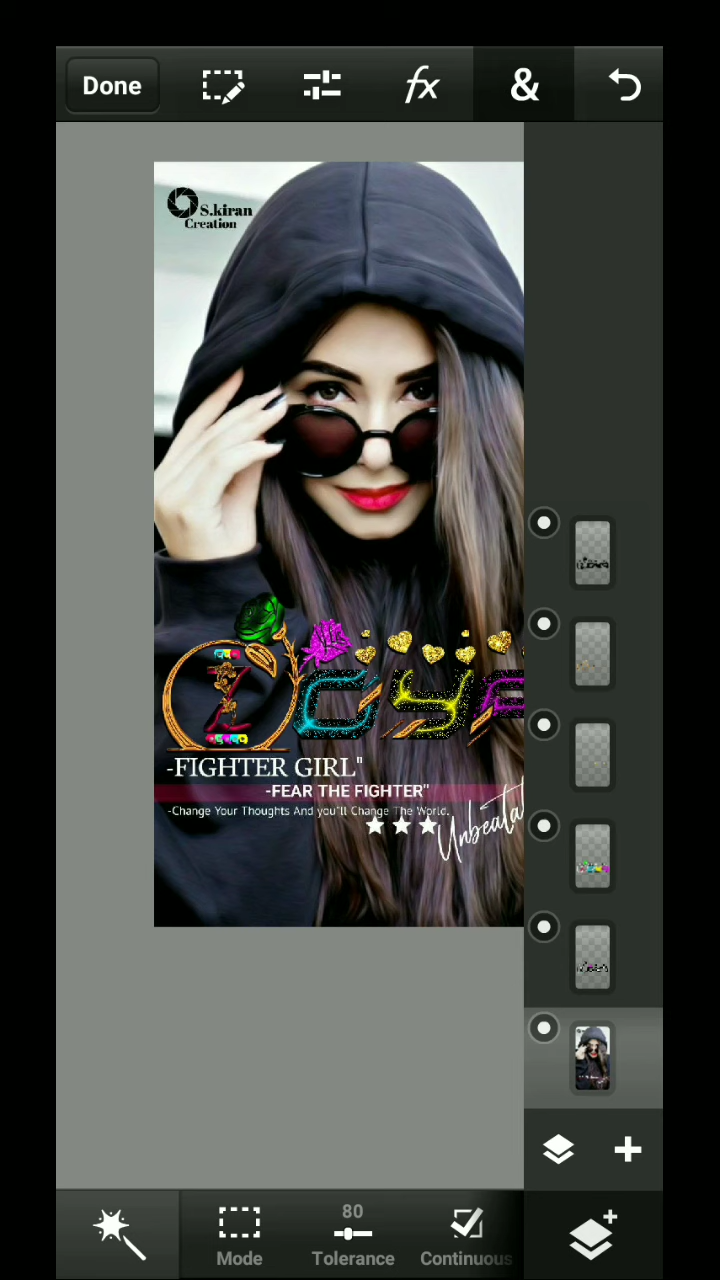 Done
fx
&
S.kiran
Creation
-FIGHTER GIRL"
-FEAR THE FIGHTER"
-Change Your Thoughts And you"ll Change The World.
80
Mode
Tolerance
Continuous